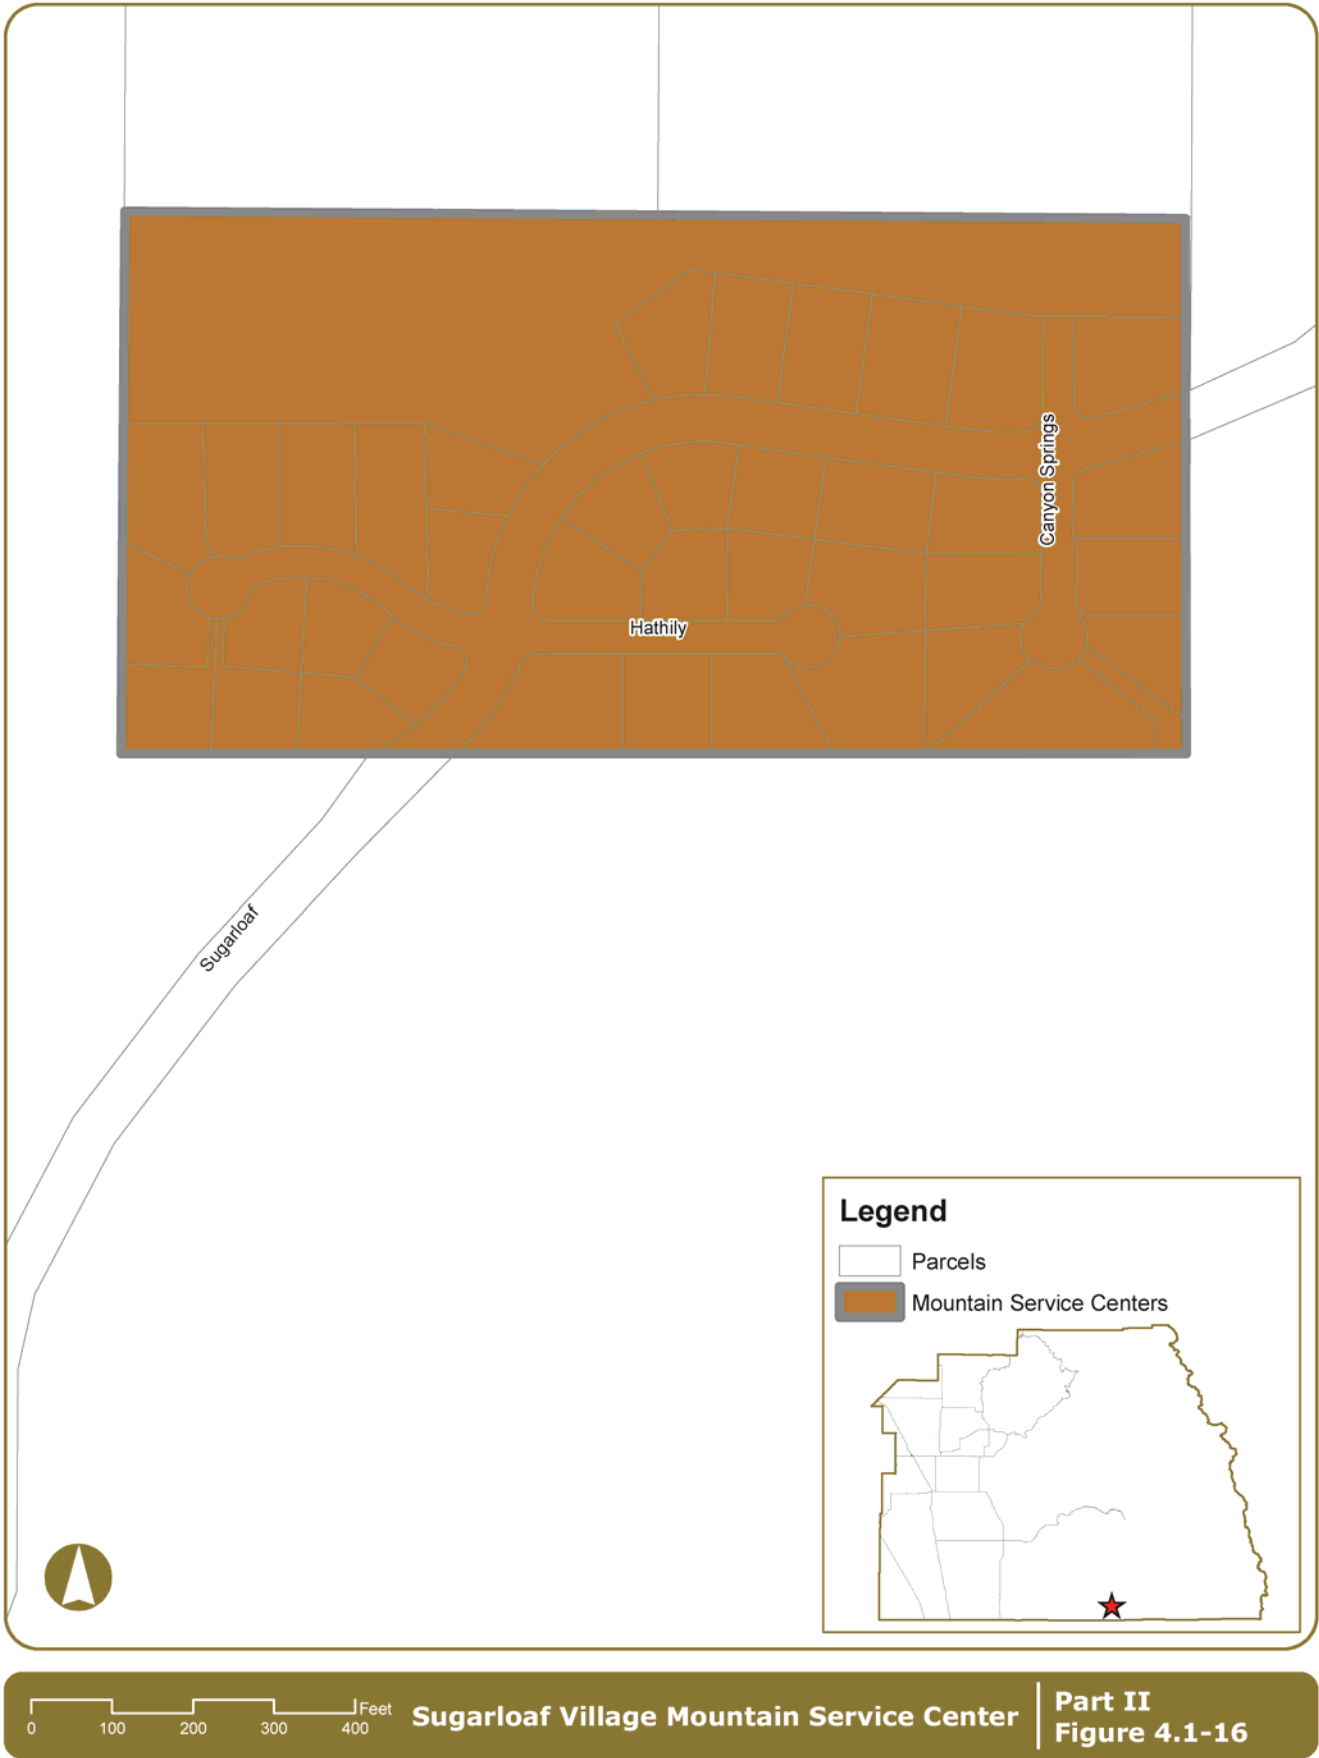 Canyon Springs
Hathily
Sugarloaf
Legend
Parcels
Mountain Service Centers
Feet
0 100 200 300 400
Sugarloaf Village Mountain Service Center
Part II
Figure 4.1-16